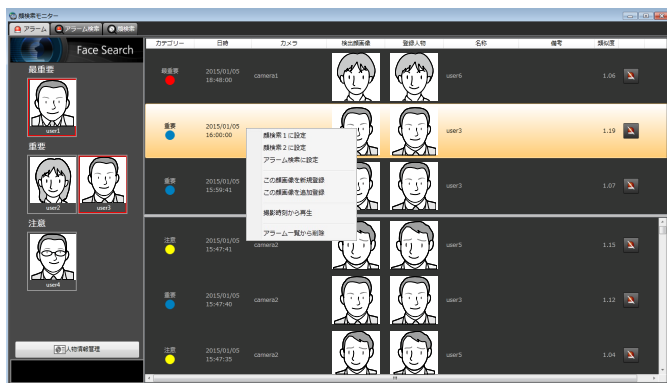 顔検索モニター
アラーム アラーム検索 顔検索
Face Search
最重要
user1
重要
user2 user3
注意
user4
人物情報管理
カテゴリー 日時 カメラ 検出顔画像 登録人物 名称 備考 類似度
最重要 2015/01/05 18:48:00 camera1 user6 1.06
重要 2015/01/05 16:00:00 user3 1.19
重要 2015/01/05 15:59:41 user3 1.07
注意 2015/01/05 15:47:41 camera2 user5 1.15
重要 2015/01/05 15:47:40 camera2 user3 1.12
注意 2015/01/05 15:47:35 camera2 user5 1.04
顔検索1に設定
顔検索2に設定
アラーム検索に設定
この顔画像を新規登録
この顔画像を追加登録
撮影時刻から再生
アラーム一覧から削除